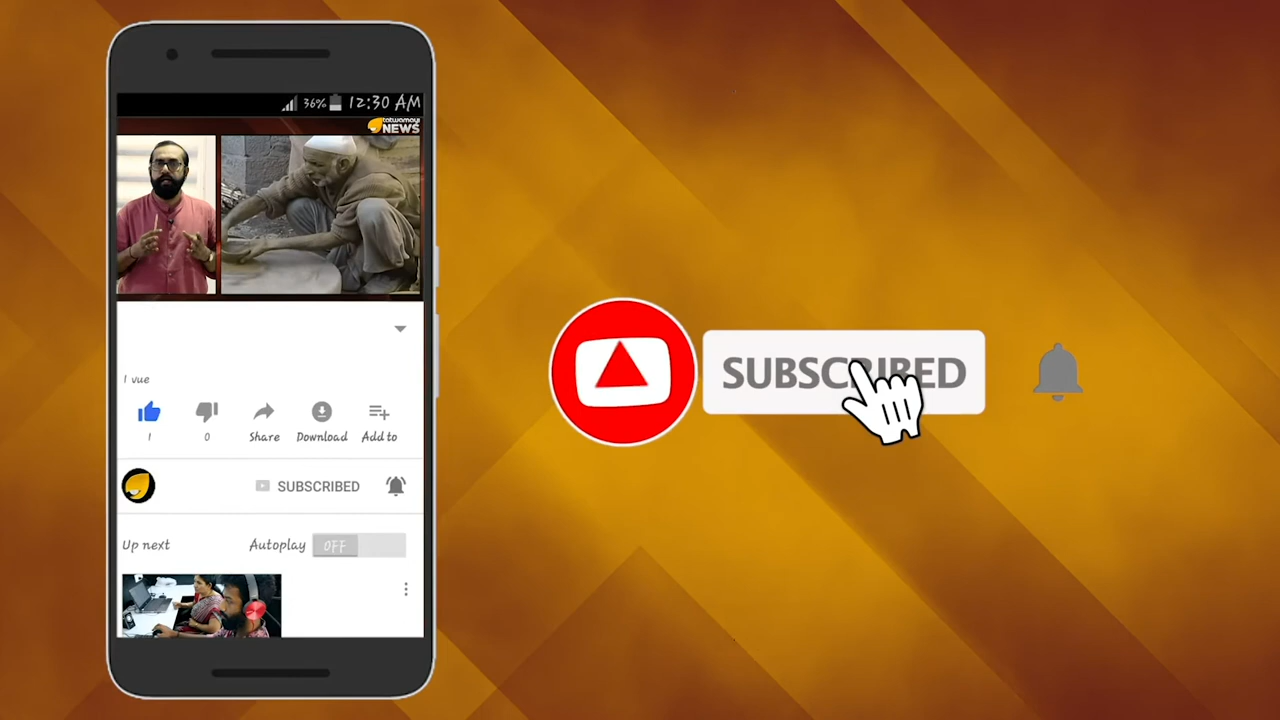 36% 12:30 AM
tatwamayi
NEWS
1 vue
1
0
Share
Download
Add to
SUBSCRIBED
Up next
Autoplay
OFF
SUBSCRIBED